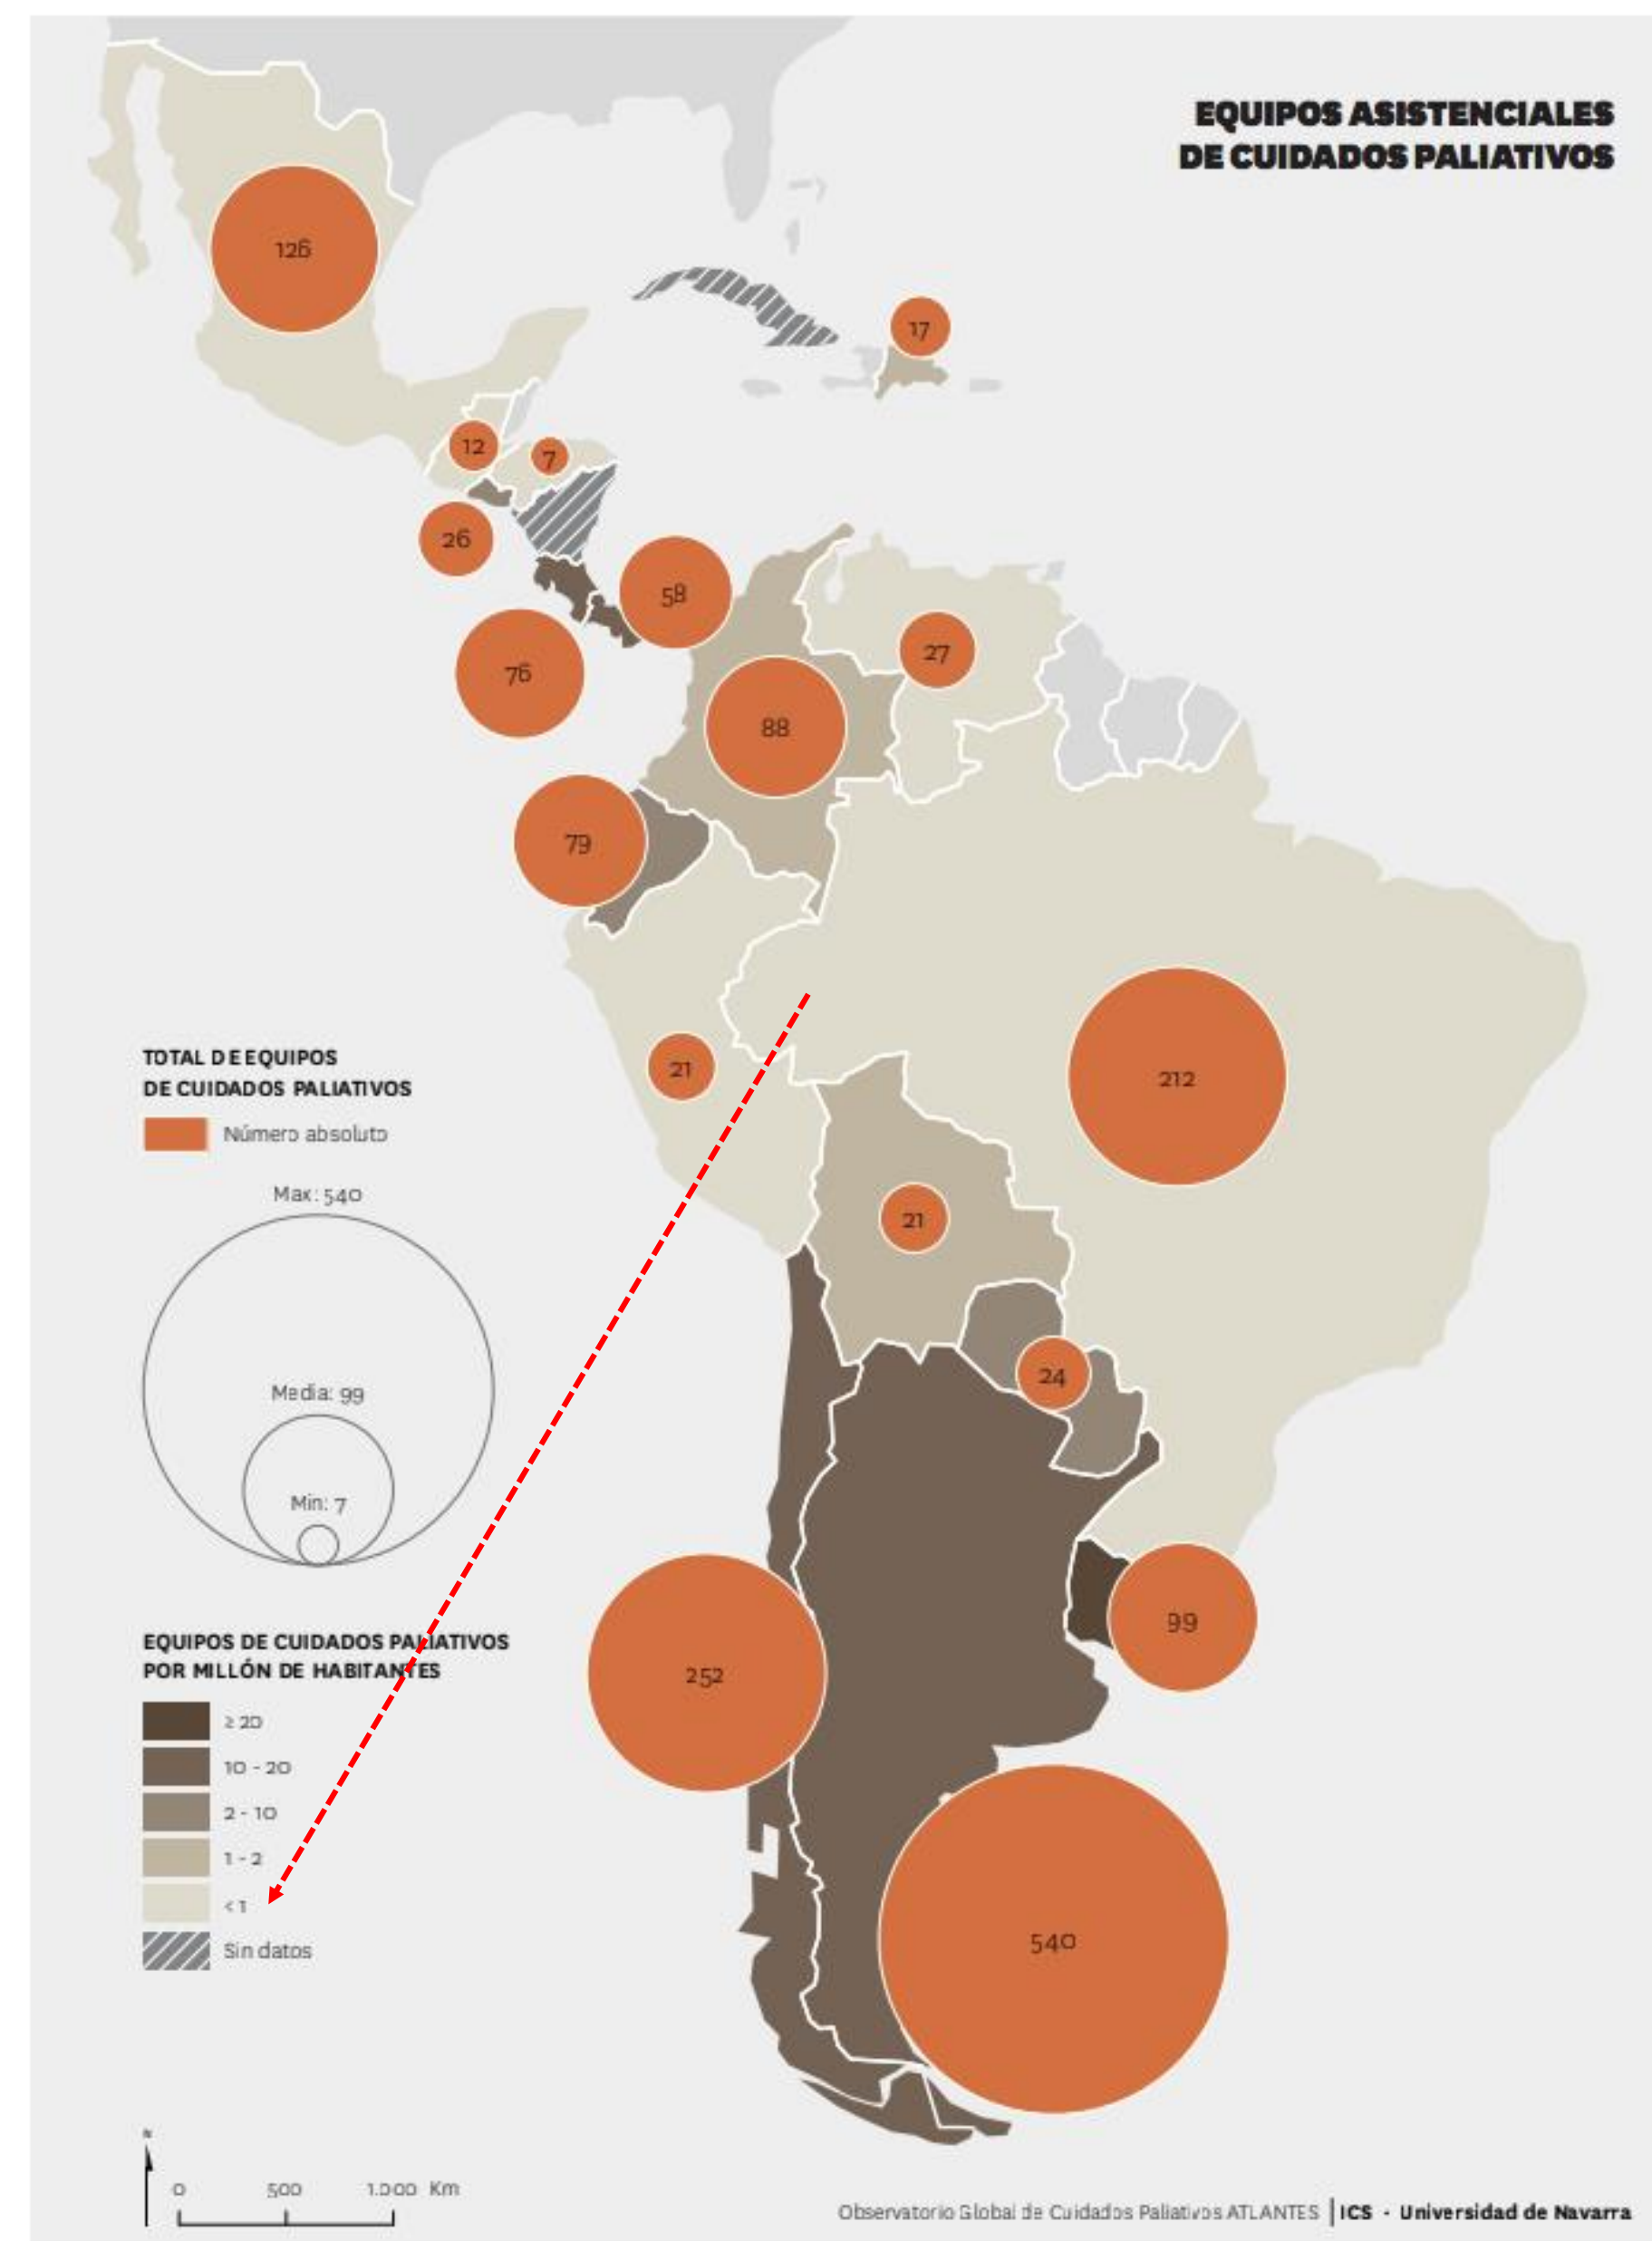 EQUIPOS ASISTENCIALES
DE CUIDADOS PALIATIVOS
126
17
12
7
26
58
27
76
88
79
212
21
21
24
99
252
540
TOTAL DE EQUIPOS
DE CUIDADOS PALIATIVOS
Número absoluto
Max: 540
Media: 99
Min: 7
EQUIPOS DE CUIDADOS PALIATIVOS
POR MILLÓN DE HABITANTES
≥ 20
10 - 20
2 - 10
1 - 2
< 1
Sin datos
N
0 500 1.000 Km
Observatorio Global de Cuidados Paliativos ATLANTES | ICS - Universidad de Navarra